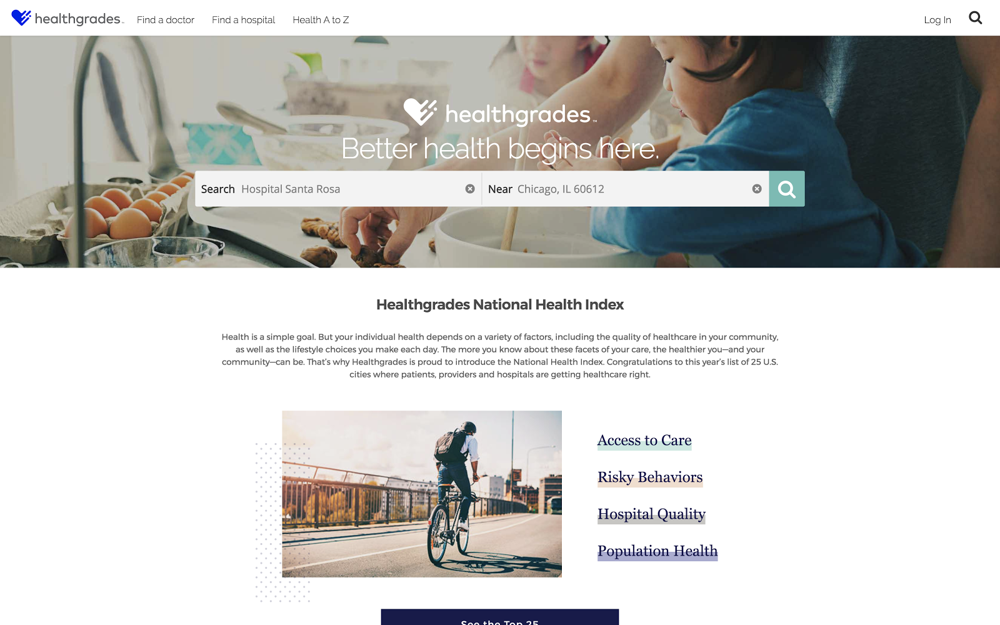 healthgrades™ Find a doctor Find a hospital Health A to Z Log In
healthgrades™
Better health begins here.
Search Hospital Santa Rosa Near Chicago, IL 60612
Healthgrades National Health Index
Health is a simple goal. But your individual health depends on a variety of factors, including the quality of healthcare in your community,
as well as the lifestyle choices you make each day. The more you know about these facets of your care, the healthier you—and your
community—can be. That’s why Healthgrades is proud to introduce the National Health Index. Congratulations to this year’s list of 25 U.S.
cities where patients, providers and hospitals are getting healthcare right.
Access to Care
Risky Behaviors
Hospital Quality
Population Health
See the Top 25